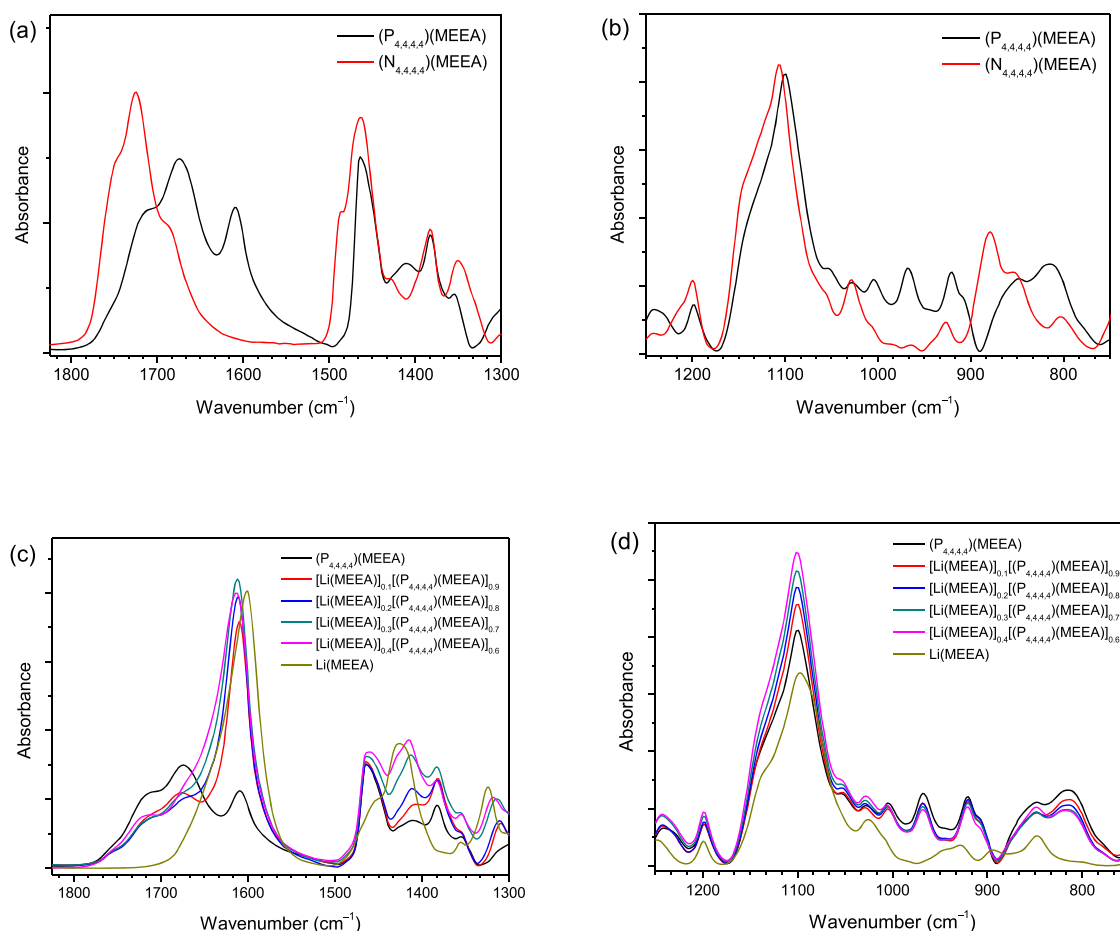 (a)
(P4,4,4,4)(MEEA)
(N4,4,4,4)(MEEA)
Absorbance
1800 1700 1600 1500 1400 1300
Wavenumber (cm–1)
(b)
(P4,4,4,4)(MEEA)
(N4,4,4,4)(MEEA)
Absorbance
1200 1100 1000 900 800
Wavenumber (cm–1)
(c)
(P4,4,4,4)(MEEA)
[Li(MEEA)]0.1[(P4,4,4,4)(MEEA)]0.9
[Li(MEEA)]0.2[(P4,4,4,4)(MEEA)]0.8
[Li(MEEA)]0.3[(P4,4,4,4)(MEEA)]0.7
[Li(MEEA)]0.4[(P4,4,4,4)(MEEA)]0.6
Li(MEEA)
Absorbance
1800 1700 1600 1500 1400 1300
Wavenumber (cm–1)
(d)
(P4,4,4,4)(MEEA)
[Li(MEEA)]0.1[(P4,4,4,4)(MEEA)]0.9
[Li(MEEA)]0.2[(P4,4,4,4)(MEEA)]0.8
[Li(MEEA)]0.3[(P4,4,4,4)(MEEA)]0.7
[Li(MEEA)]0.4[(P4,4,4,4)(MEEA)]0.6
Li(MEEA)
Absorbance
1200 1100 1000 900 800
Wavenumber (cm–1)